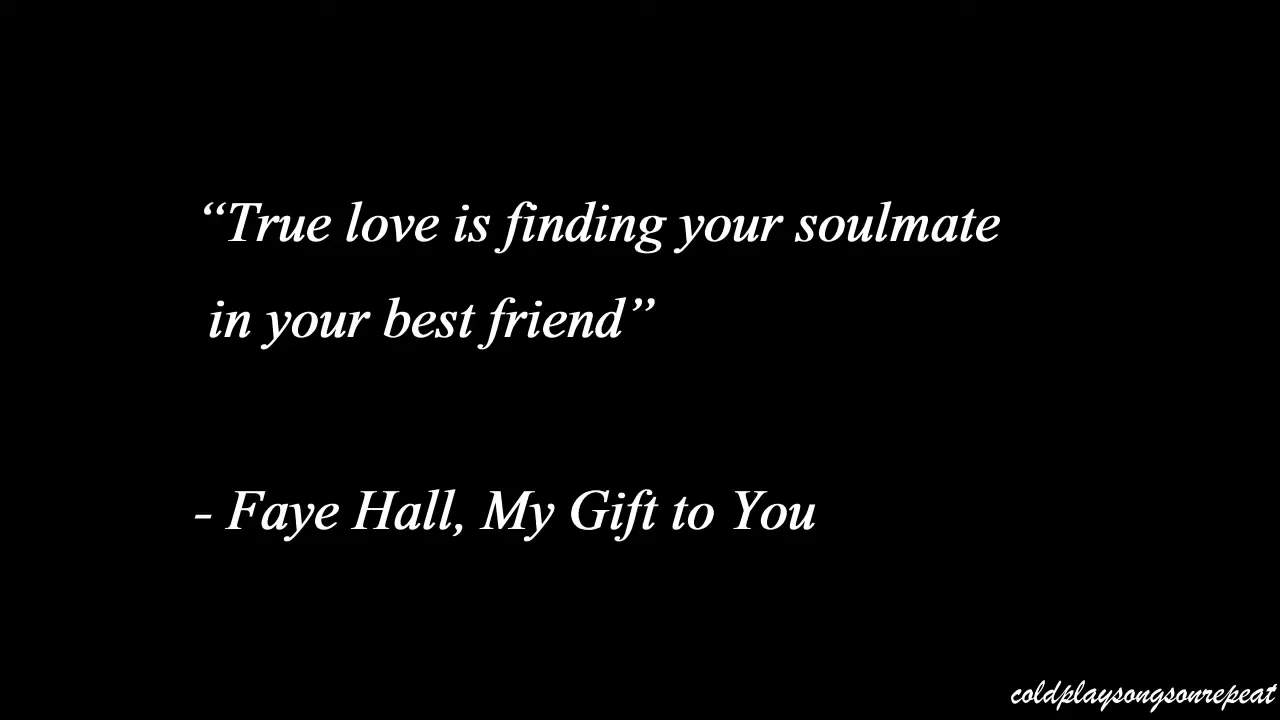 “True love is finding your soulmate
in your best friend”
- Faye Hall, My Gift to You
coldplaysongsonrepeat